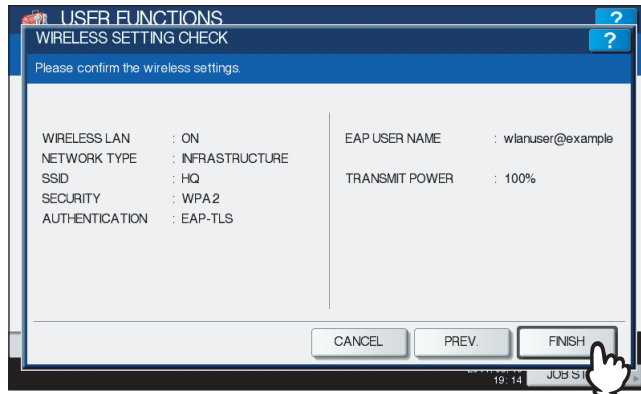 USER FUNCTIONS
?
WIRELESS SETTING CHECK
?
Please confirm the wireless settings.
WIRELESS LAN : ON
NETWORK TYPE : INFRASTRUCTURE
SSID : HQ
SECURITY : WPA2
AUTHENTICATION : EAP-TLS
EAP USER NAME : wlanuser@example
TRANSMIT POWER : 100%
CANCEL
PREV.
FINISH
19:14
JOB